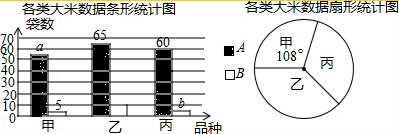 各类大米数据条形统计图
袋数
70
60
50
40
30
20
10
0
a
5
65
60
b
甲
乙
丙
品种
各类大米数据扇形统计图
A
B
甲
108°
丙
乙